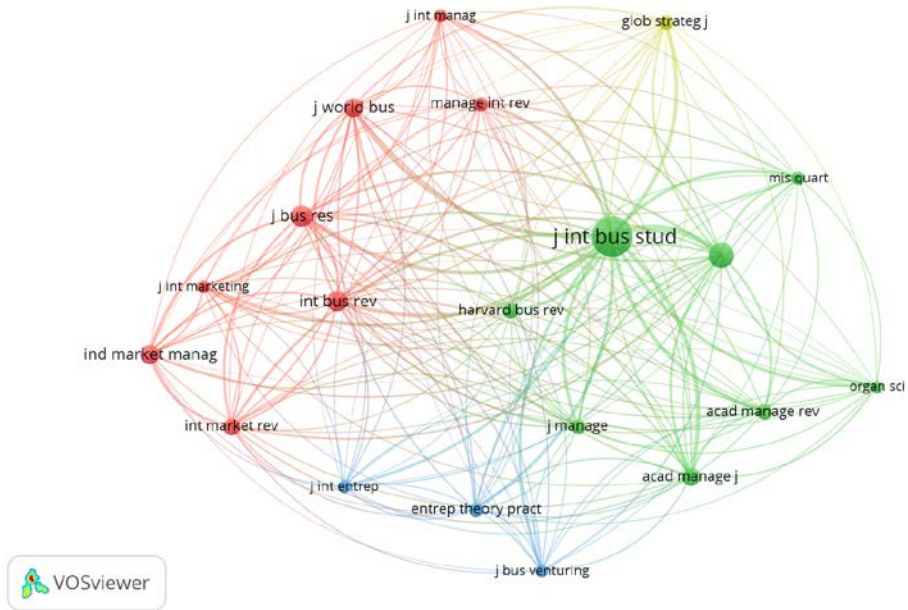 j int manag
glob strateg j
j world bus
manage int rev
mis quart
j bus res
j int bus stud
j int marketing
int bus rev
harvard bus rev
ind market manag
organ sci
int market rev
j manage
acad manage rev
acad manage j
j int entrep
entrep theory pract
j bus venturing
VOSviewer